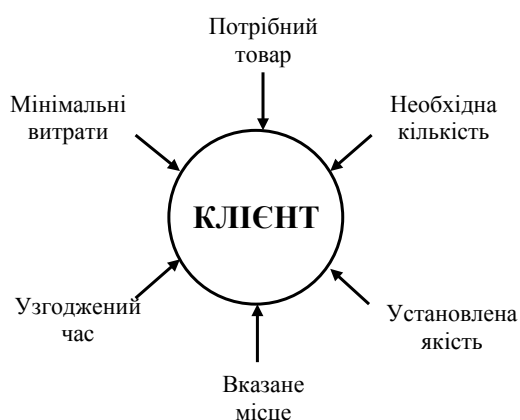 Потрібний
товар
Мінімальні
витрати
Необхідна
кількість
КЛІЄНТ
Узгоджений
час
Установлена
якість
Вказане
місце